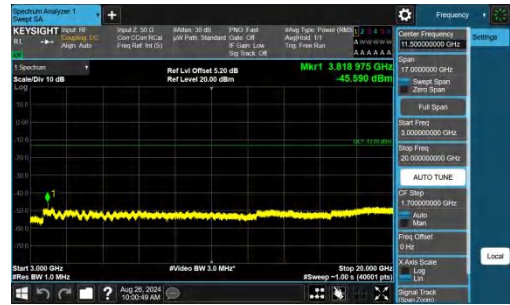 Spectrum Analyzer 1
Swept SA
Frequency
KEYSIGHT
Input: RF
Coupling: DC
Align: Auto
Input Z: 50 Ω
Corr CCorr RCal
Freq Ref: Int (S)
#Atten: 30 dB
µW Path: Standard
PNO: Fast
Gate: Off
IF Gain: Low
Sig Track: Off
#Avg Type: Power (RMS)
Avg|Hold: 1/1
Trig: Free Run
Center Frequency
11.500000000 GHz
Settings
Span
17.0000000 GHz
Swept Span
Zero Span
Full Span
Start Freq
3.000000000 GHz
Stop Freq
20.000000000 GHz
AUTO TUNE
CF Step
1.700000000 GHz
Auto
Man
Freq Offset
0 Hz
X Axis Scale
Log
Lin
Signal Track
(Span Zoom)
Local
1 Spectrum
Scale/Div 10 dB
Log
Ref Lvl Offset 5.20 dB
Ref Level 20.00 dBm
Mkr1 3.818 975 GHz
-45.590 dBm
1
Start 3.000 GHz
#Res BW 1.0 MHz
#Video BW 3.0 MHz*
Stop 20.000 GHz
#Sweep ~1.00 s (40001 pts)
Aug 26, 2024
10:00:49 AM